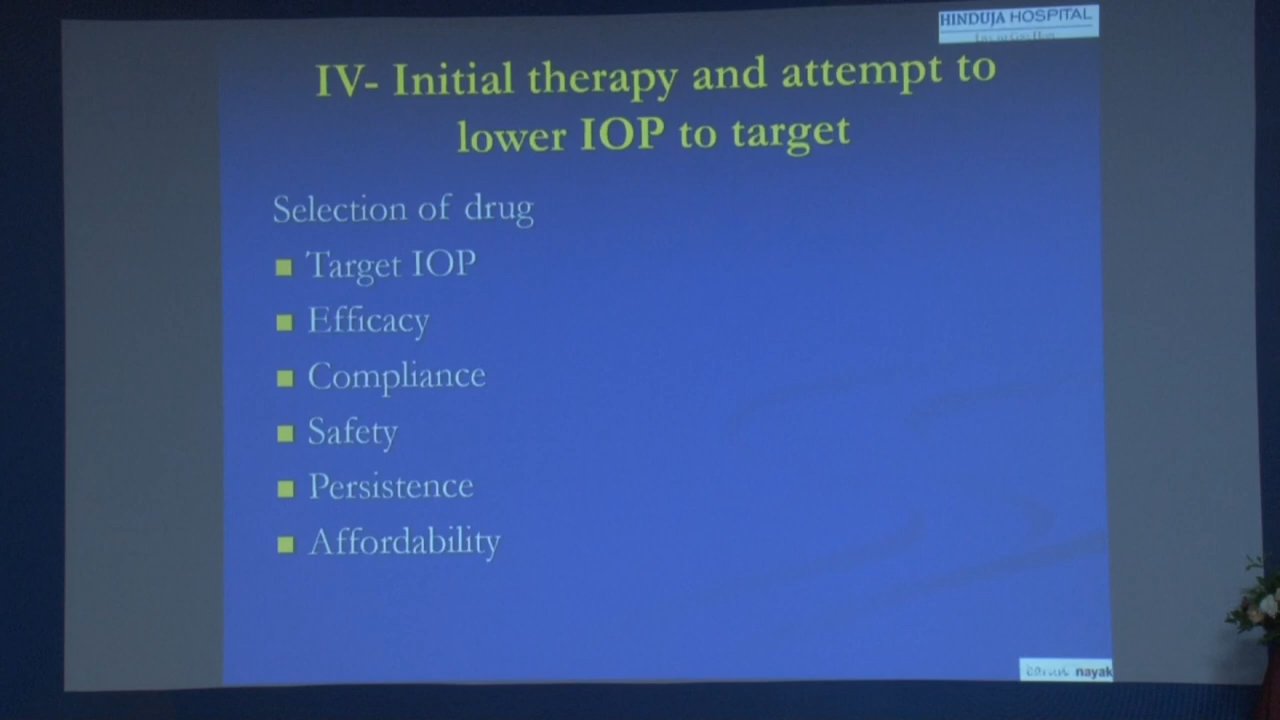 HINDUJA HOSPITAL
IV- Initial therapy and attempt to
lower IOP to target
Selection of drug
■ Target IOP
■ Efficacy
■ Compliance
■ Safety
■ Persistence
■ Affordability
nayak